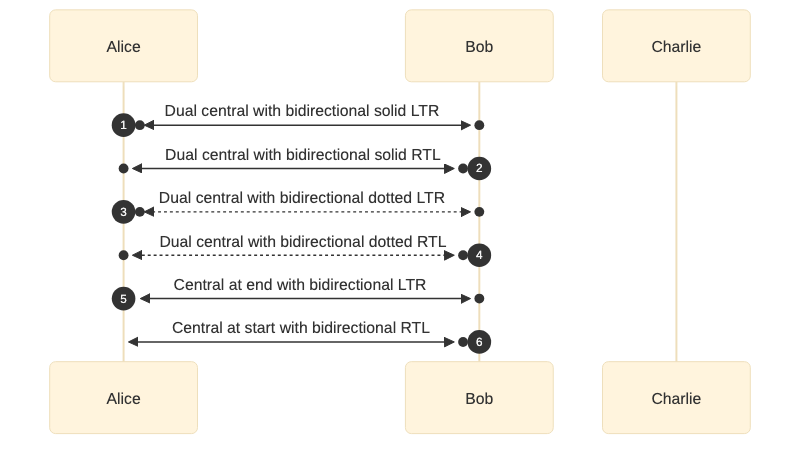 Alice Bob Charlie
Dual central with bidirectional solid LTR
1
Dual central with bidirectional solid RTL
2
Dual central with bidirectional dotted LTR
3
Dual central with bidirectional dotted RTL
4
Central at end with bidirectional LTR
5
Central at start with bidirectional RTL
6
Alice Bob Charlie